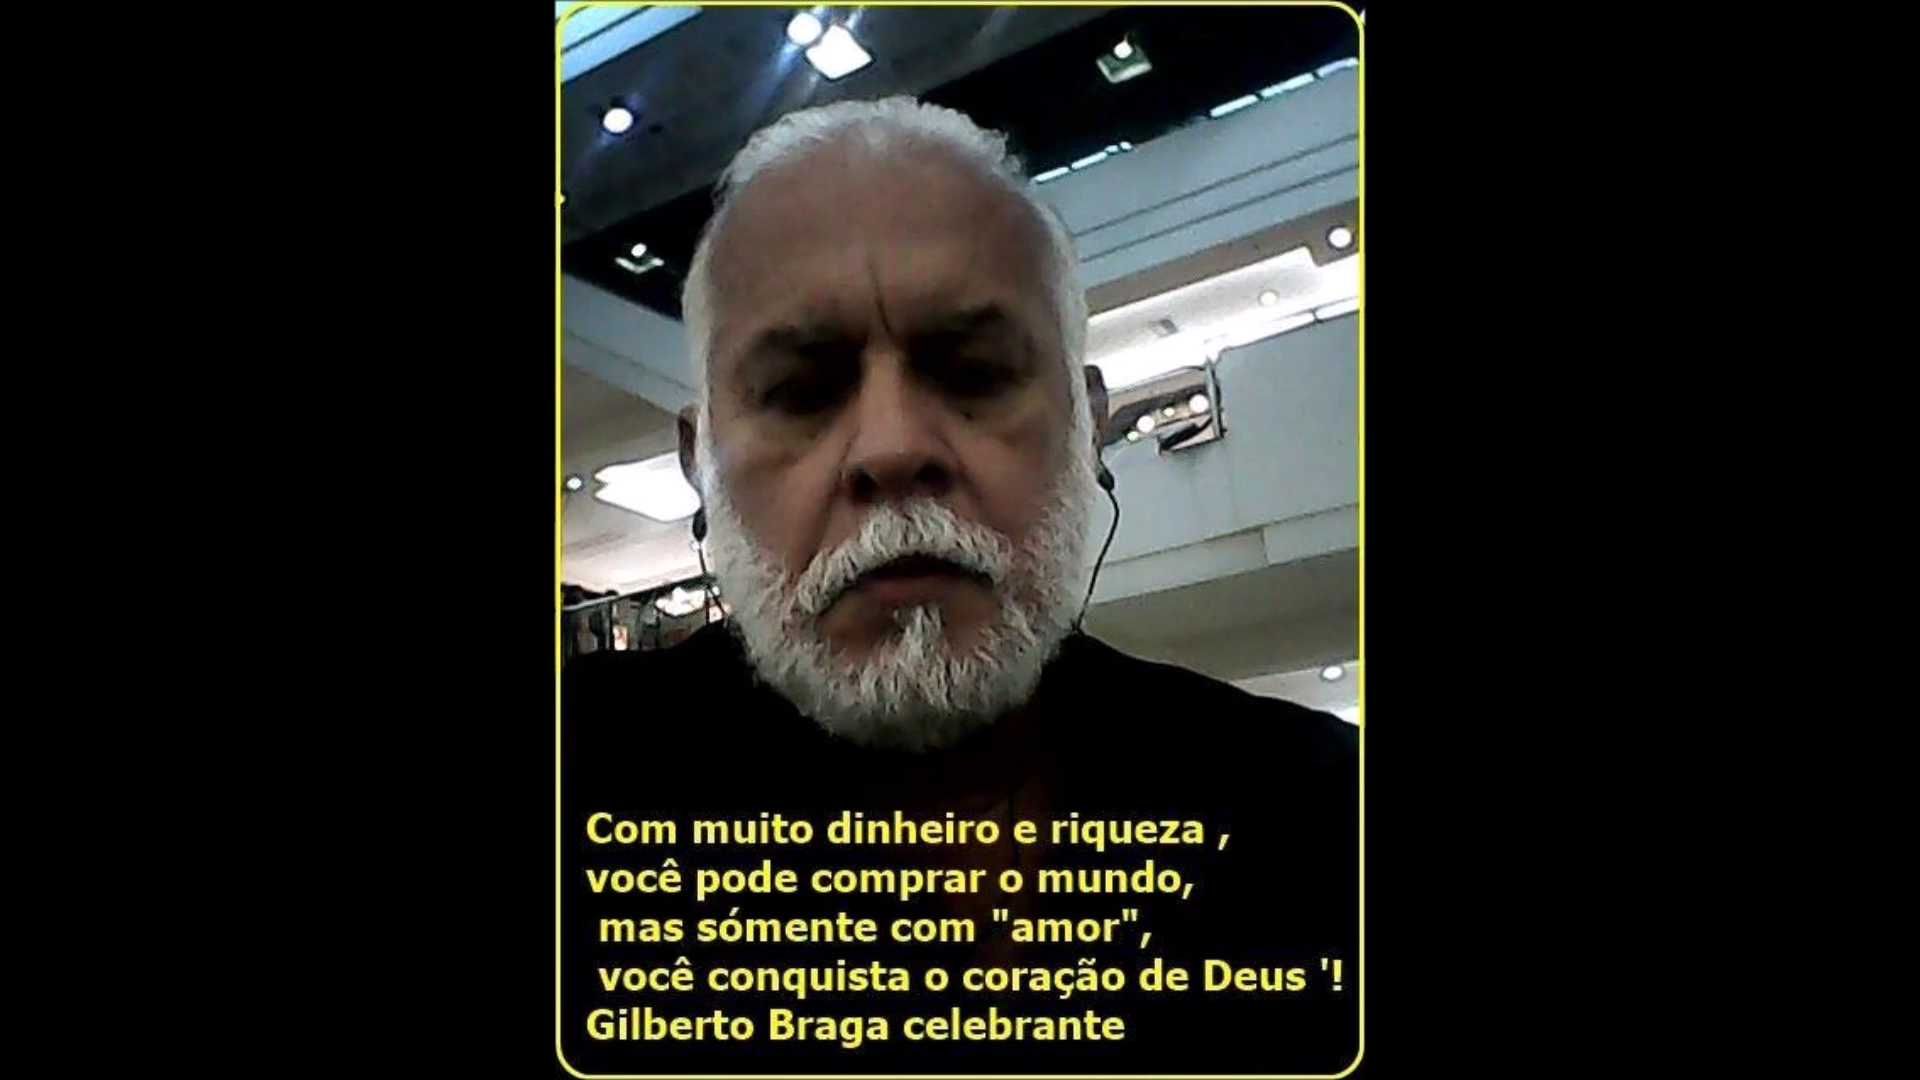 Com muito dinheiro e riqueza ,
você pode comprar o mundo,
mas sómente com "amor",
você conquista o coração de Deus '!
Gilberto Braga celebrante